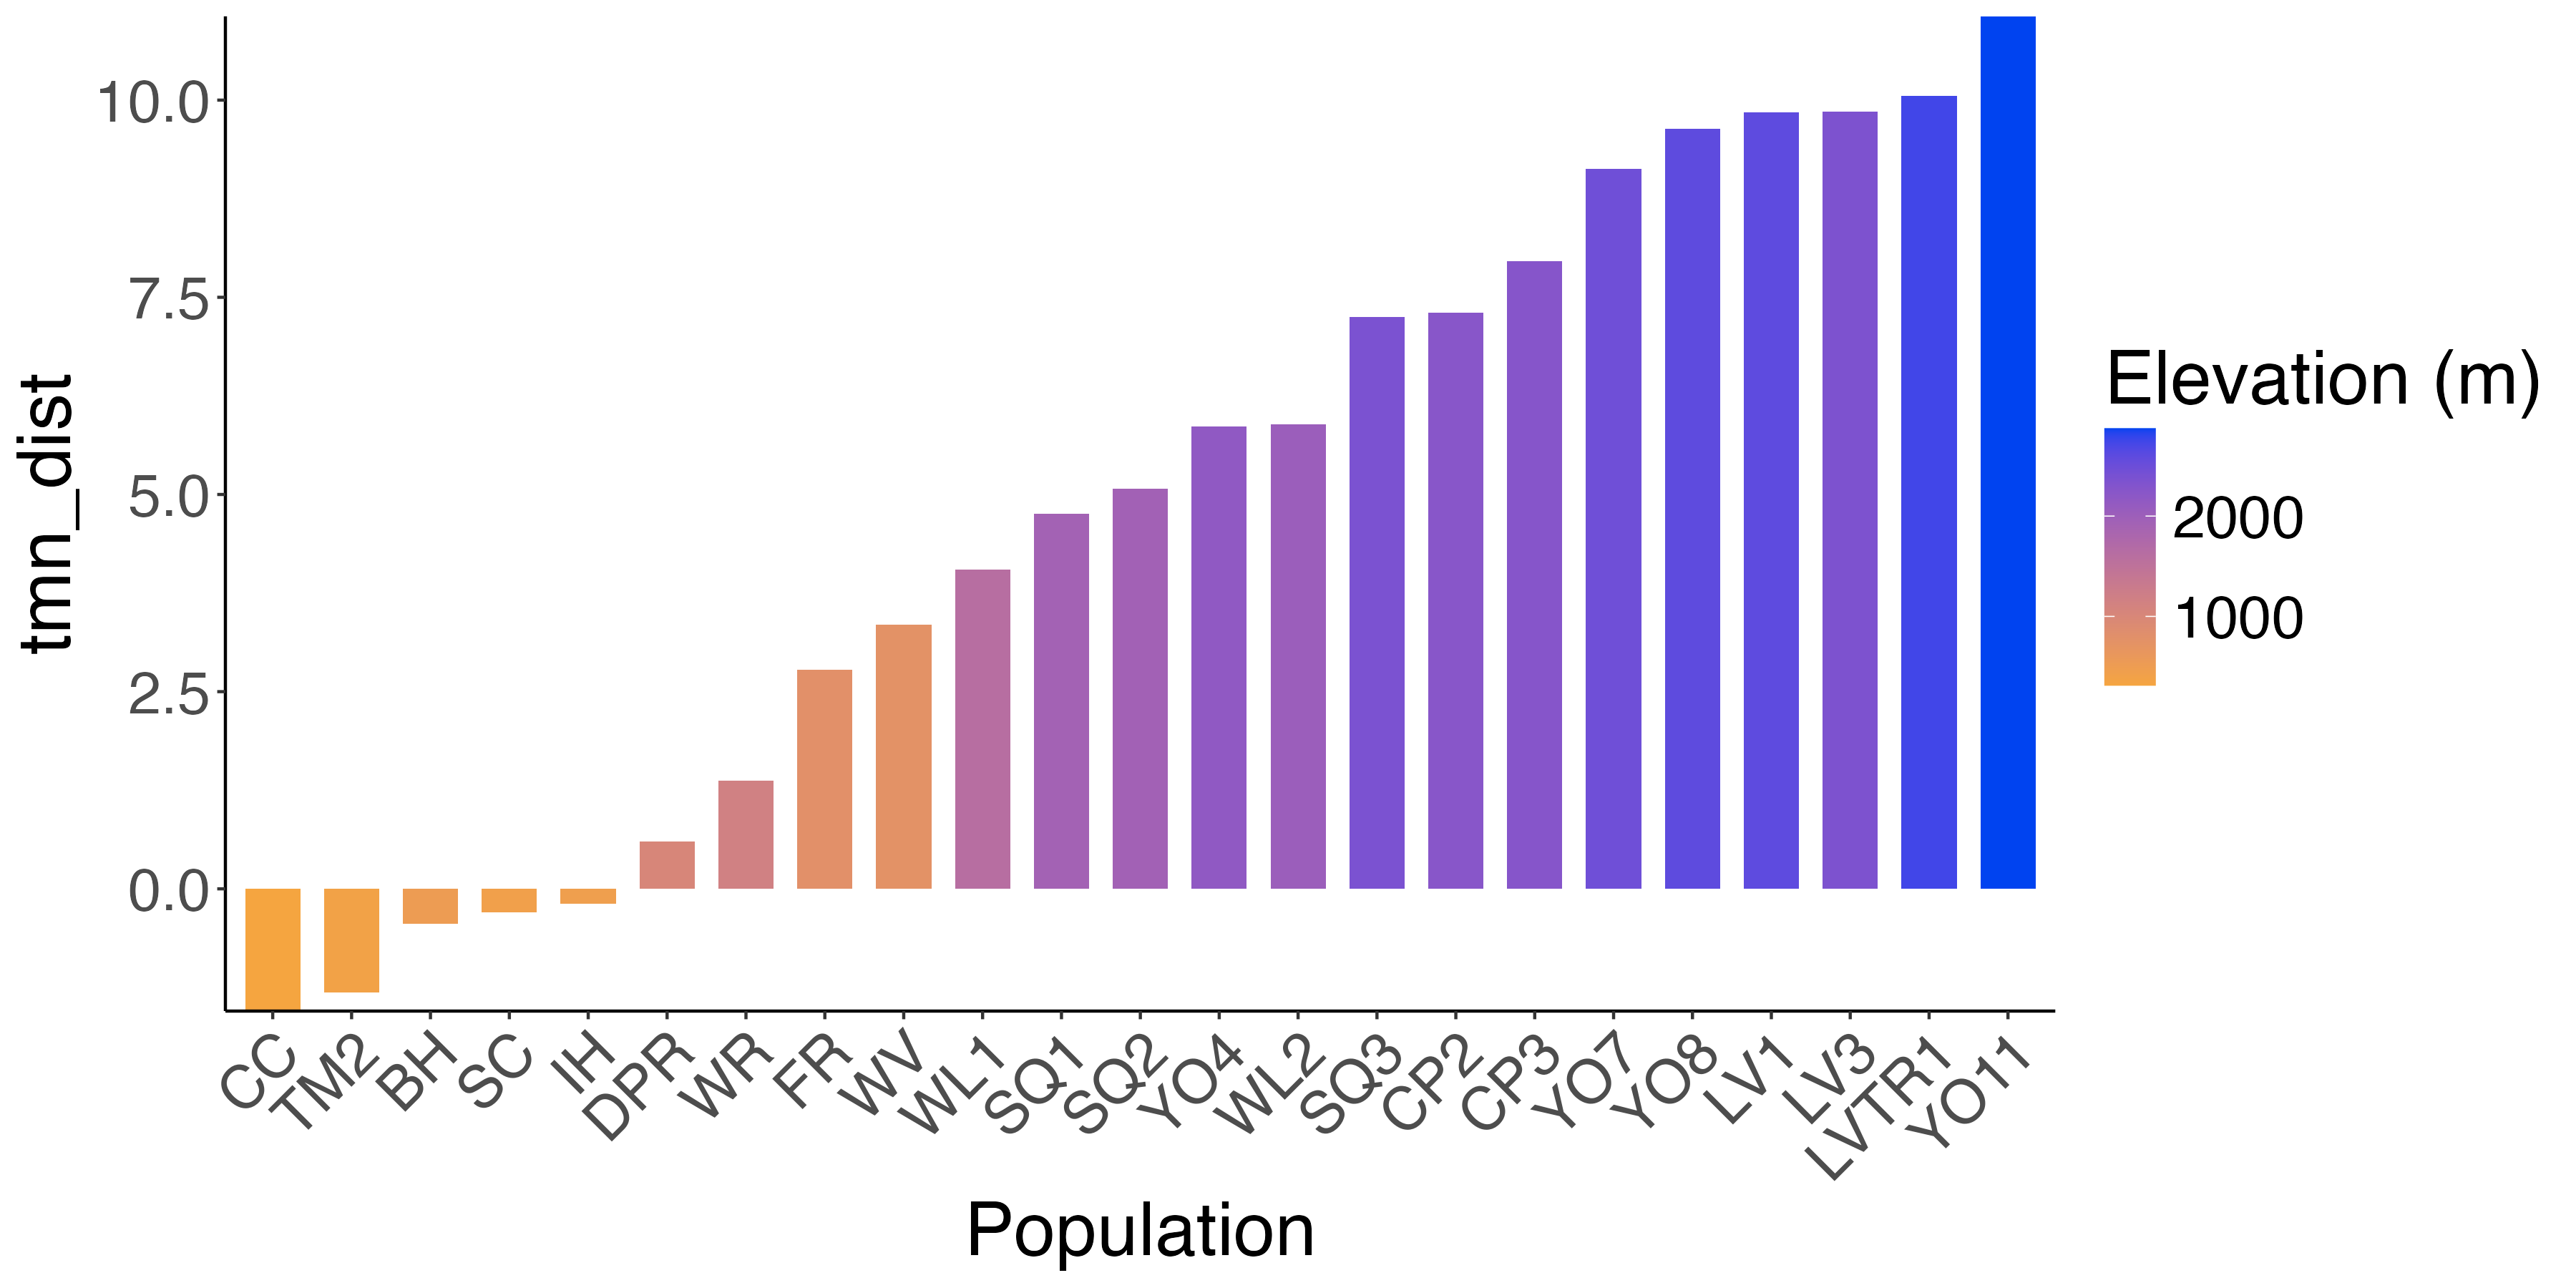 tmn_dist
10.0
7.5
5.0
2.5
0.0
CC TM2 BH SC IH DPR WR FR WV WL1 SQ1 SQ2 YO4 WL2 SQ3 CP2 CP3 YO7 YO8 LV1 LV3 LVTR1 YO11
Population
Elevation (m)
2000
1000